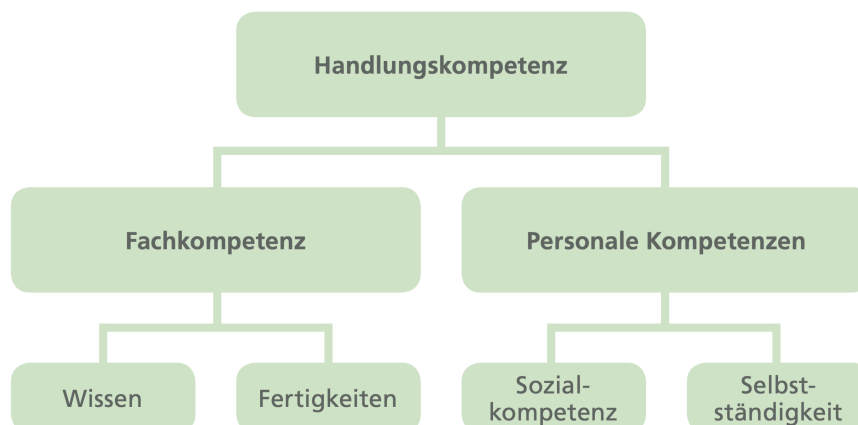 Handlungskompetenz
Fachkompetenz
Personale Kompetenzen
Wissen
Fertigkeiten
Sozial-
kompetenz
Selbst-
ständigkeit